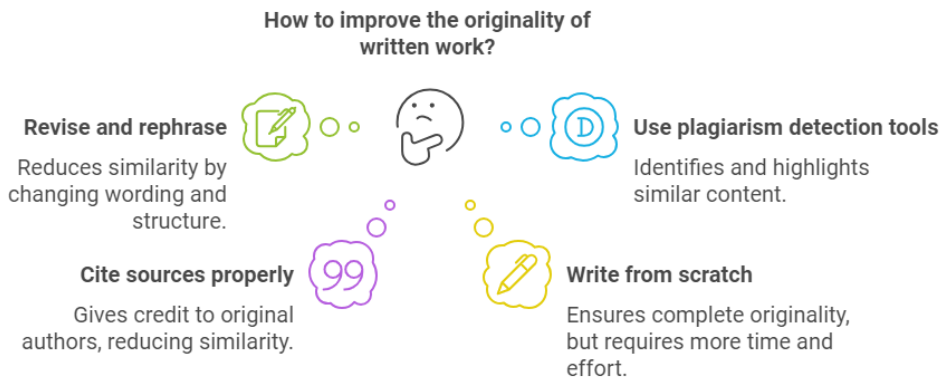 How to improve the originality of
written work?
Revise and rephrase
Reduces similarity by
changing wording and
structure.
D
Use plagiarism detection tools
Identifies and highlights
similar content.
99
Cite sources properly
Gives credit to original
authors, reducing similarity.
Write from scratch
Ensures complete originality,
but requires more time and
effort.